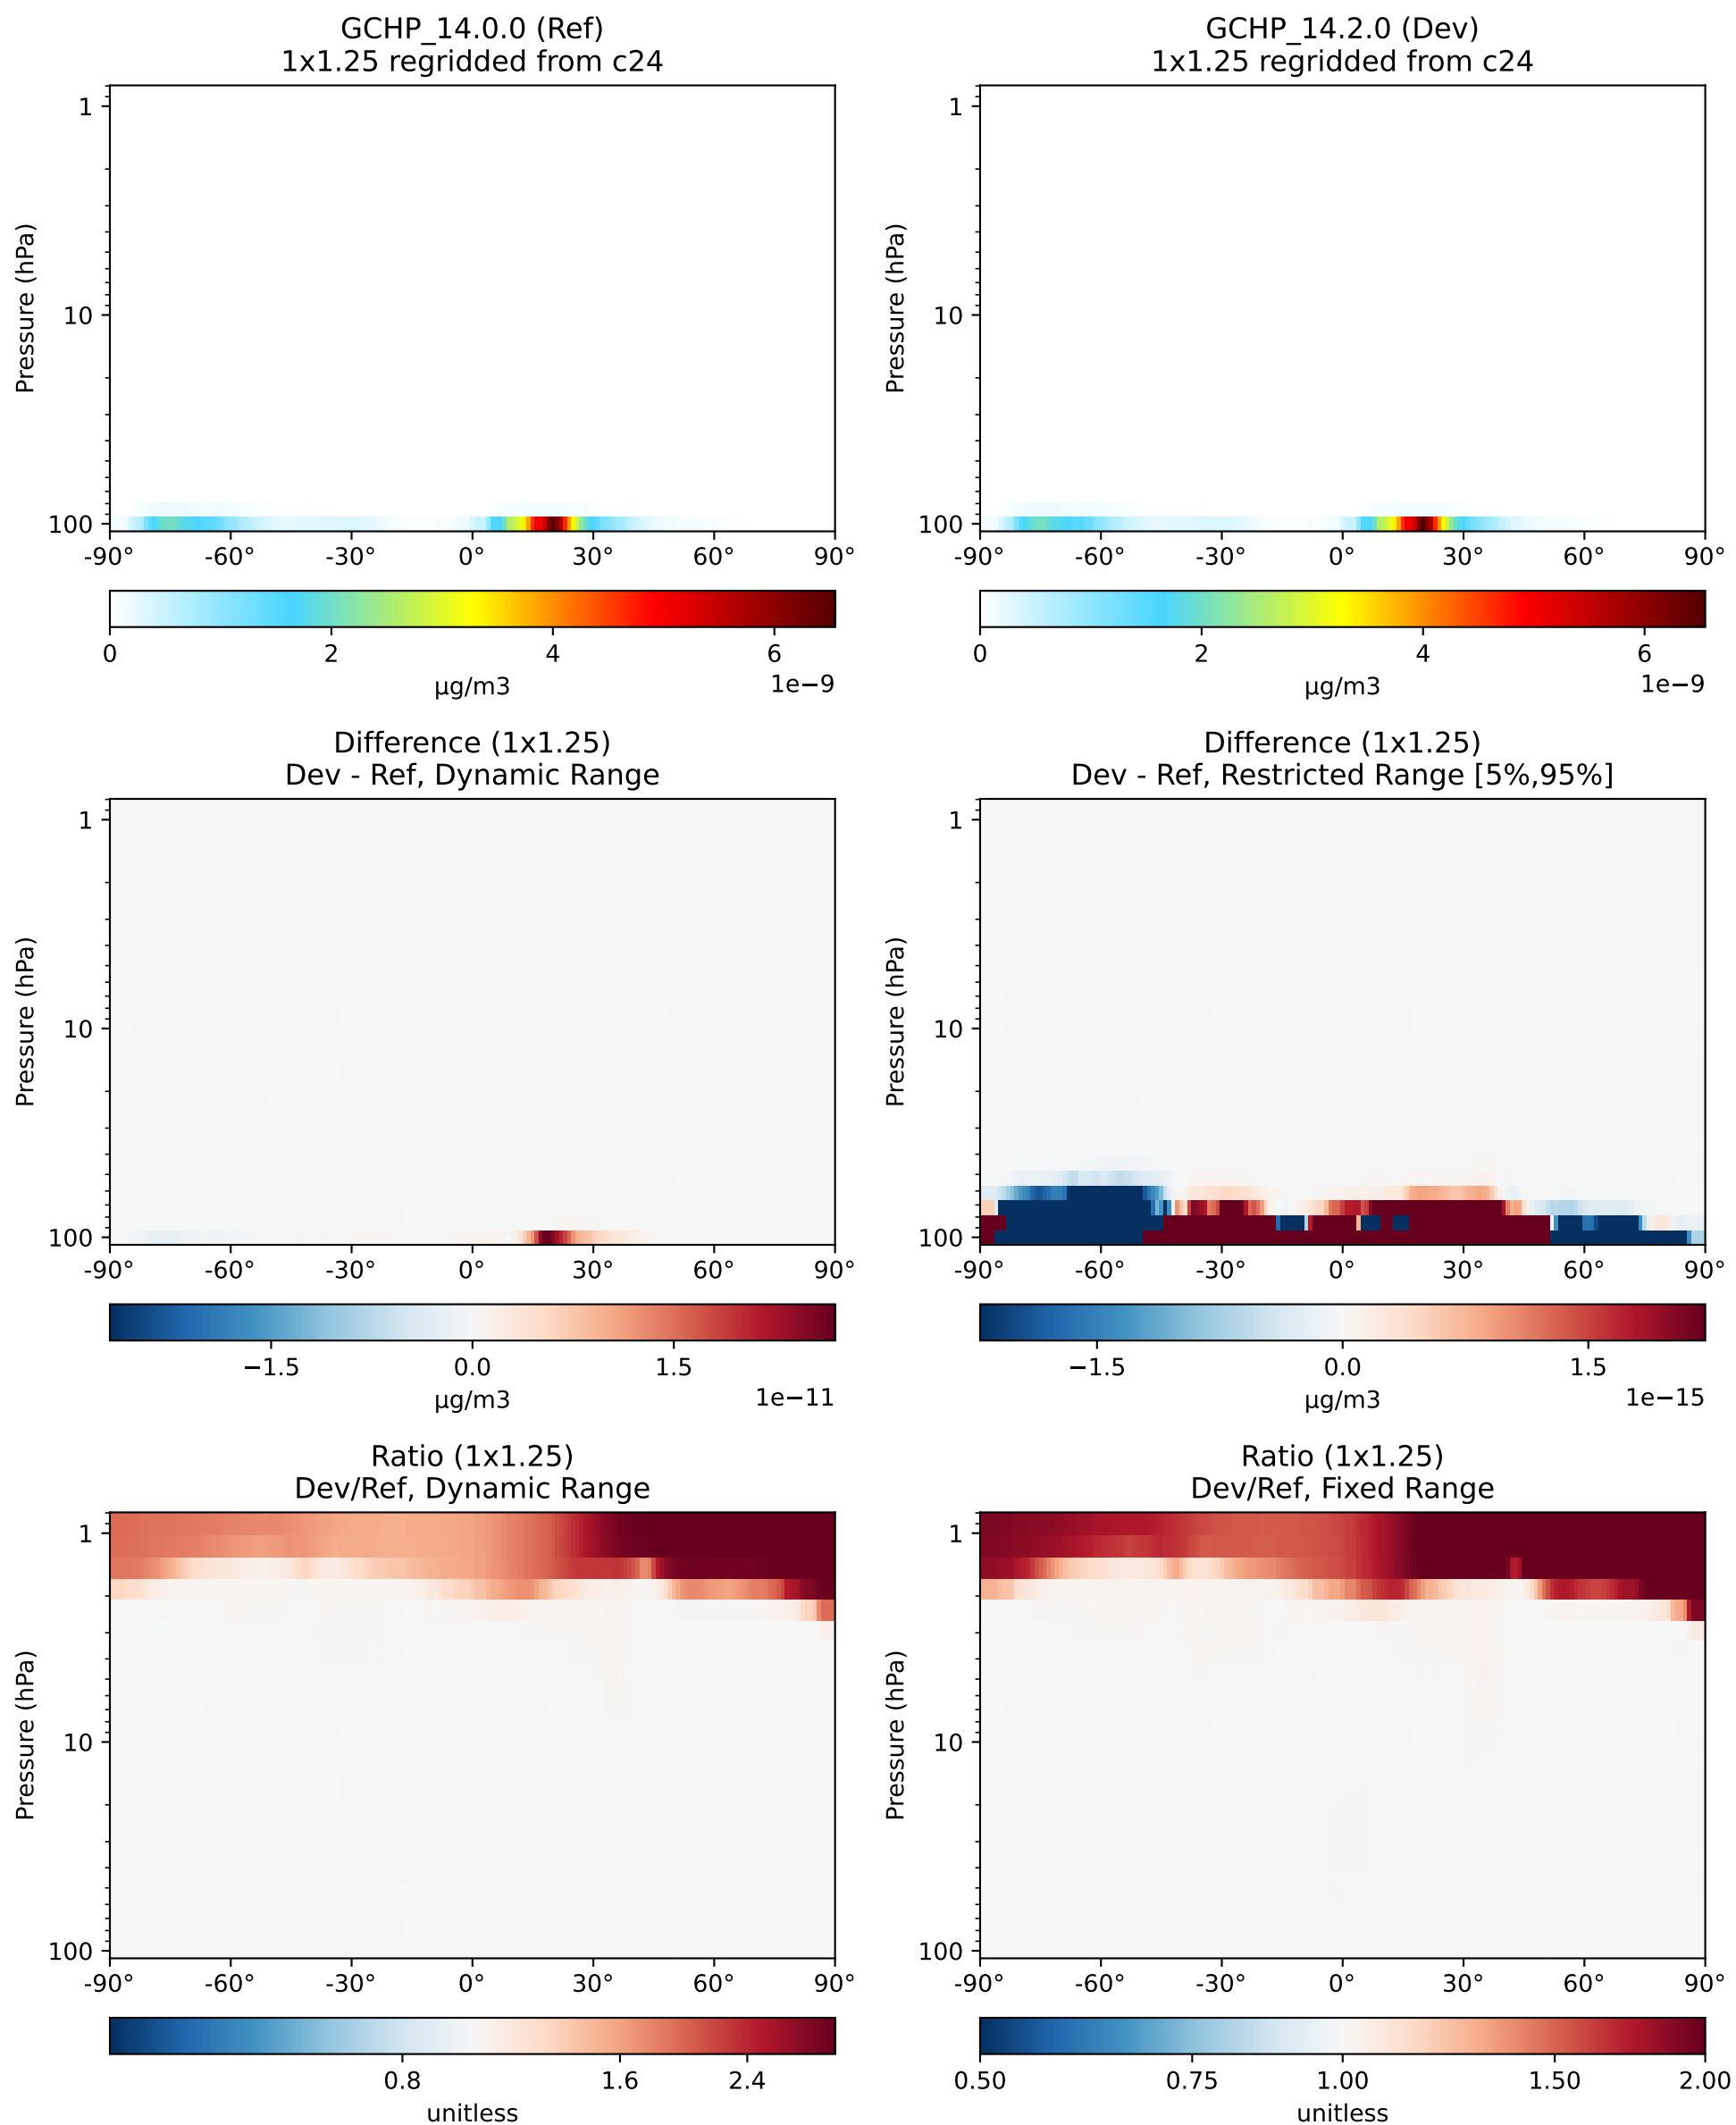 GCHP_14.0.0 (Ref)
1x1.25 regridded from c24
Pressure (hPa)
1
10
100
-90° -60° -30° 0° 30° 60° 90°
0 2 4 6
µg/m3
1e−9
GCHP_14.2.0 (Dev)
1x1.25 regridded from c24
Pressure (hPa)
1
10
100
-90° -60° -30° 0° 30° 60° 90°
0 2 4 6
µg/m3
1e−9
Difference (1x1.25)
Dev - Ref, Dynamic Range
Pressure (hPa)
1
10
100
-90° -60° -30° 0° 30° 60° 90°
−1.5 0.0 1.5
µg/m3
1e−11
Difference (1x1.25)
Dev - Ref, Restricted Range [5%,95%]
Pressure (hPa)
1
10
100
-90° -60° -30° 0° 30° 60° 90°
−1.5 0.0 1.5
µg/m3
1e−15
Ratio (1x1.25)
Dev/Ref, Dynamic Range
Pressure (hPa)
1
10
100
-90° -60° -30° 0° 30° 60° 90°
0.8 1.6 2.4
unitless
Ratio (1x1.25)
Dev/Ref, Fixed Range
Pressure (hPa)
1
10
100
-90° -60° -30° 0° 30° 60° 90°
0.50 0.75 1.00 1.50 2.00
unitless